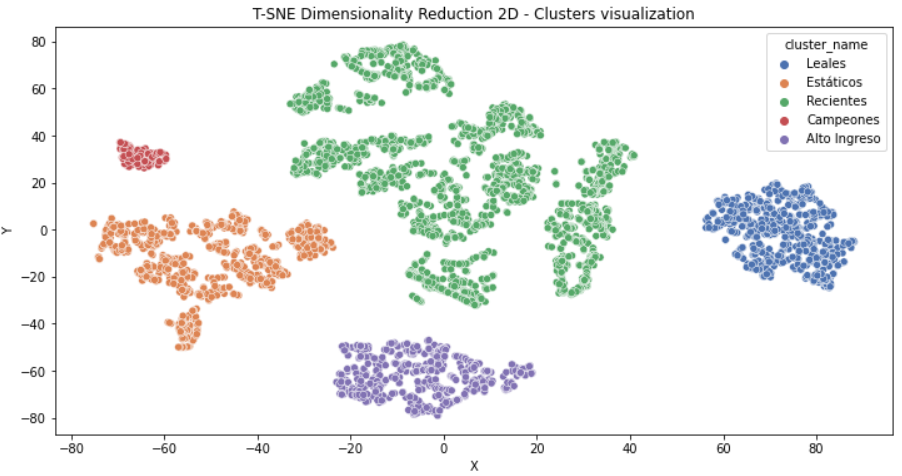 T-SNE Dimensionality Reduction 2D - Clusters visualization
cluster_name
Leales
Estáticos
Recientes
Campeones
Alto Ingreso
80
60
40
20
0
−20
−40
−60
−80
Y
−80 −60 −40 −20 0 20 40 60 80
X